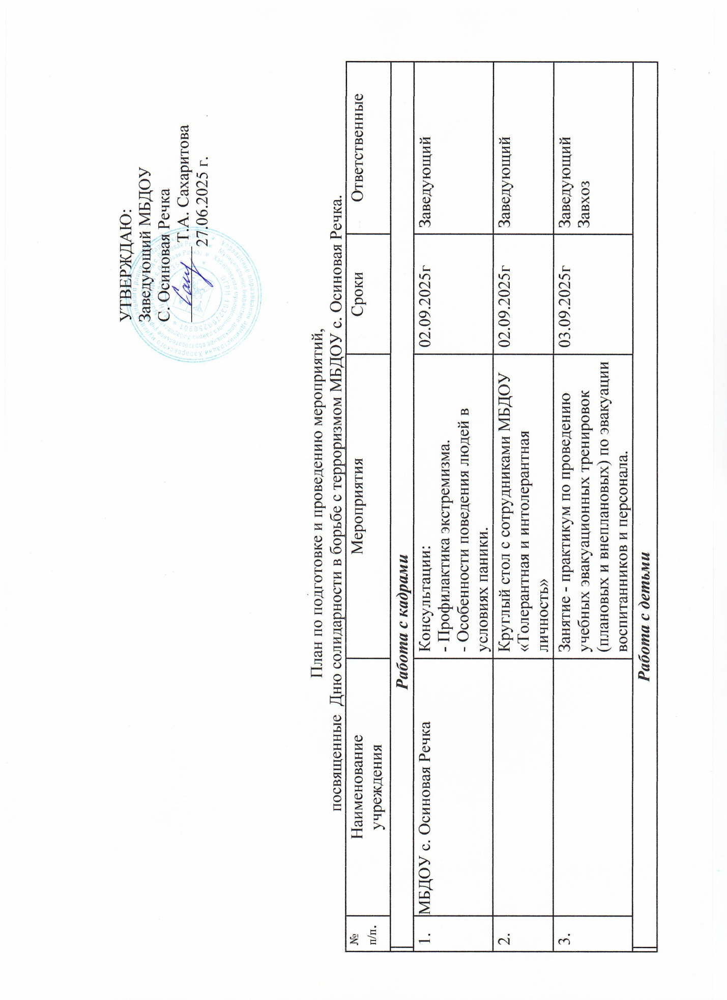 УТВЕРЖДАЮ:
Заведующий МБДОУ
С. Осиновая Речка
Т.А. Сахаритова
27.06.2025 г.
План по подготовке и проведению мероприятий,
посвященные Дню солидарности в борьбе с терроризмом МБДОУ с. Осиновая Речка.
№ п/п. Наименование учреждения Мероприятия Сроки Ответственные
Работа с кадрами
1. МБДОУ с. Осиновая Речка Консультации: 02.09.2025г Заведующий
- Профилактика экстремизма.
- Особенности поведения людей в
условиях паники.
2. Круглый стол с сотрудниками МБДОУ 02.09.2025г Заведующий
«Толерантная и интолерантная
личность»
3. Занятие - практикум по проведению 03.09.2025г Заведующий
учебных эвакуационных тренировок Завхоз
(плановых и внеплановых) по эвакуации
воспитанников и персонала.
Работа с детьми